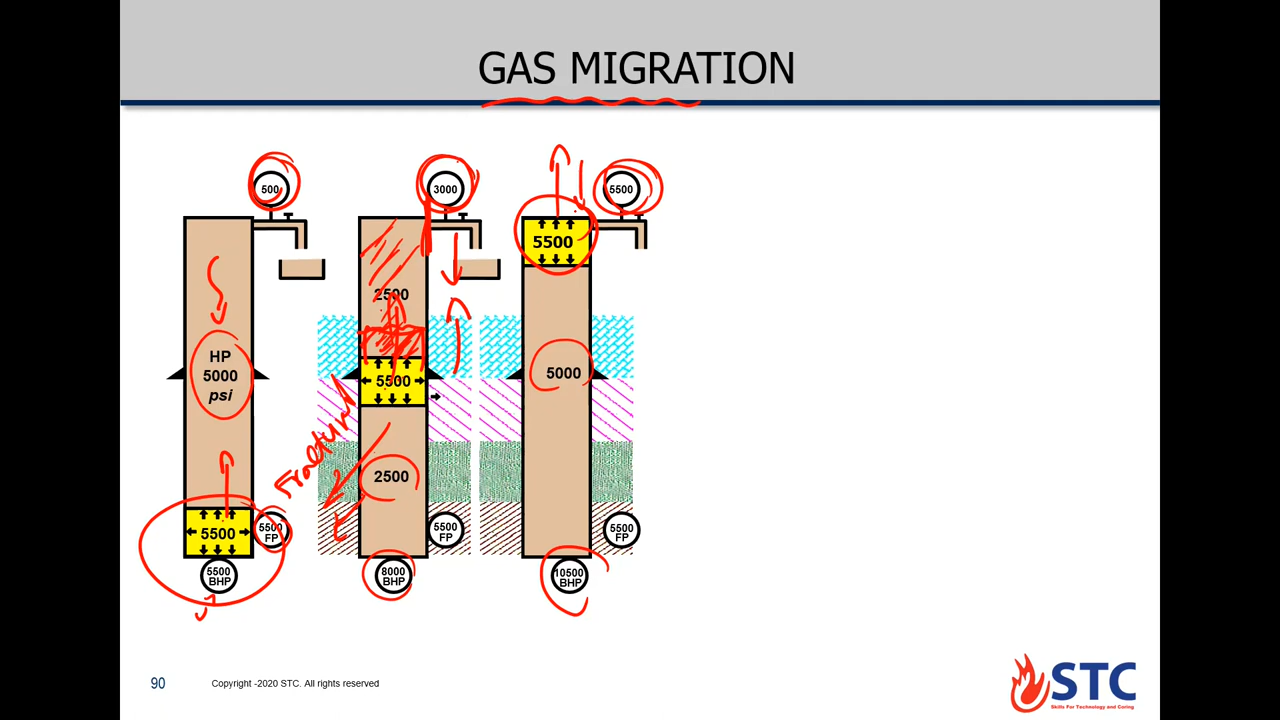 GAS MIGRATION
500
3000
5500
5500
2500
HP
5000
psi
5500
5000
Fracture
2500
5500
5500
FP
5500
FP
5500
FP
5500
BHP
8000
BHP
10500
BHP
90
Copyright -2020 STC. All rights reserved
STC
Skills For Technology and Caring